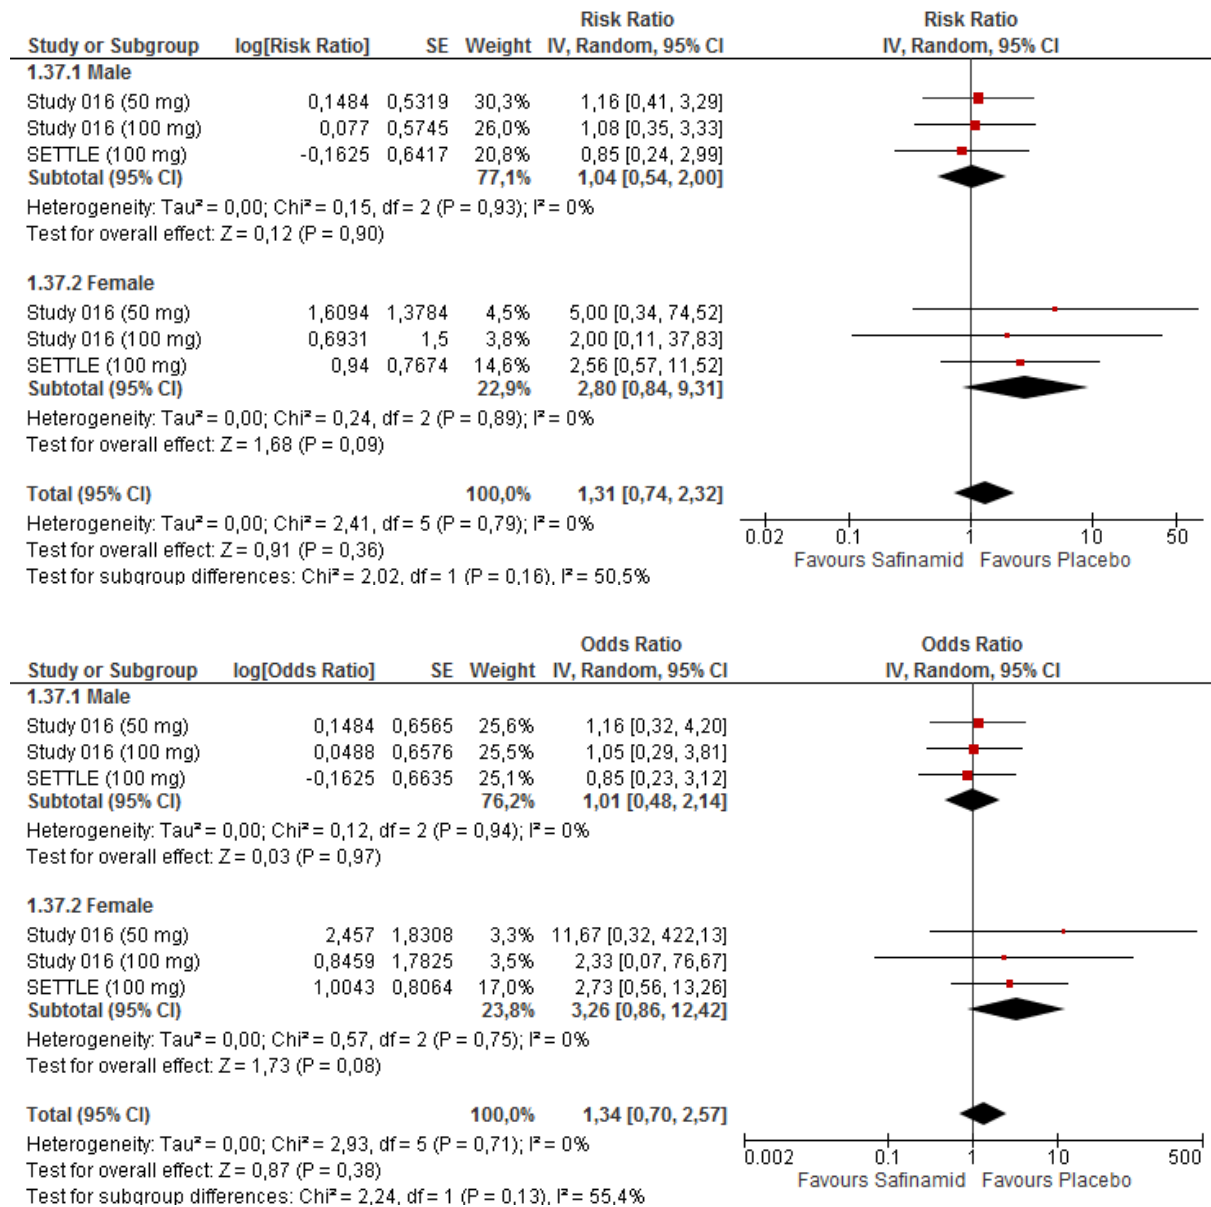 Risk Ratio Risk Ratio
Study or Subgroup log[Risk Ratio] SE Weight IV, Random, 95% CI IV, Random, 95% CI
1.37.1 Male
Study 016 (50 mg) 0,1484 0,5319 30,3% 1,16 [0,41, 3,29]
Study 016 (100 mg) 0,077 0,5745 26,0% 1,08 [0,35, 3,33]
SETTLE (100 mg) -0,1625 0,6417 20,8% 0,85 [0,24, 2,99]
Subtotal (95% CI) 77,1% 1,04 [0,54, 2,00]
Heterogeneity: Tau² = 0,00; Chi² = 0,15, df = 2 (P = 0,93); I² = 0%
Test for overall effect: Z = 0,12 (P = 0,90)
1.37.2 Female
Study 016 (50 mg) 1,6094 1,3784 4,5% 5,00 [0,34, 74,52]
Study 016 (100 mg) 0,6931 1,5 3,8% 2,00 [0,11, 37,83]
SETTLE (100 mg) 0,94 0,7674 14,6% 2,56 [0,57, 11,52]
Subtotal (95% CI) 22,9% 2,80 [0,84, 9,31]
Heterogeneity: Tau² = 0,00; Chi² = 0,24, df = 2 (P = 0,89); I² = 0%
Test for overall effect: Z = 1,68 (P = 0,09)
Total (95% CI) 100,0% 1,31 [0,74, 2,32]
Heterogeneity: Tau² = 0,00; Chi² = 2,41, df = 5 (P = 0,79); I² = 0%
Test for overall effect: Z = 0,91 (P = 0,36)
Test for subgroup differences: Chi² = 2,02, df = 1 (P = 0,16), I² = 50,5%
0.02 0.1 1 10 50
Favours Safinamid Favours Placebo
Odds Ratio Odds Ratio
Study or Subgroup log[Odds Ratio] SE Weight IV, Random, 95% CI IV, Random, 95% CI
1.37.1 Male
Study 016 (50 mg) 0,1484 0,6565 25,6% 1,16 [0,32, 4,20]
Study 016 (100 mg) 0,0488 0,6576 25,5% 1,05 [0,29, 3,81]
SETTLE (100 mg) -0,1625 0,6635 25,1% 0,85 [0,23, 3,12]
Subtotal (95% CI) 76,2% 1,01 [0,48, 2,14]
Heterogeneity: Tau² = 0,00; Chi² = 0,12, df = 2 (P = 0,94); I² = 0%
Test for overall effect: Z = 0,03 (P = 0,97)
1.37.2 Female
Study 016 (50 mg) 2,457 1,8308 3,3% 11,67 [0,32, 422,13]
Study 016 (100 mg) 0,8459 1,7825 3,5% 2,33 [0,07, 76,67]
SETTLE (100 mg) 1,0043 0,8064 17,0% 2,73 [0,56, 13,26]
Subtotal (95% CI) 23,8% 3,26 [0,86, 12,42]
Heterogeneity: Tau² = 0,00; Chi² = 0,57, df = 2 (P = 0,75); I² = 0%
Test for overall effect: Z = 1,73 (P = 0,08)
Total (95% CI) 100,0% 1,34 [0,70, 2,57]
Heterogeneity: Tau² = 0,00; Chi² = 2,93, df = 5 (P = 0,71); I² = 0%
Test for overall effect: Z = 0,87 (P = 0,38)
Test for subgroup differences: Chi² = 2,24, df = 1 (P = 0,13), I² = 55,4%
0.002 0.1 1 10 500
Favours Safinamid Favours Placebo